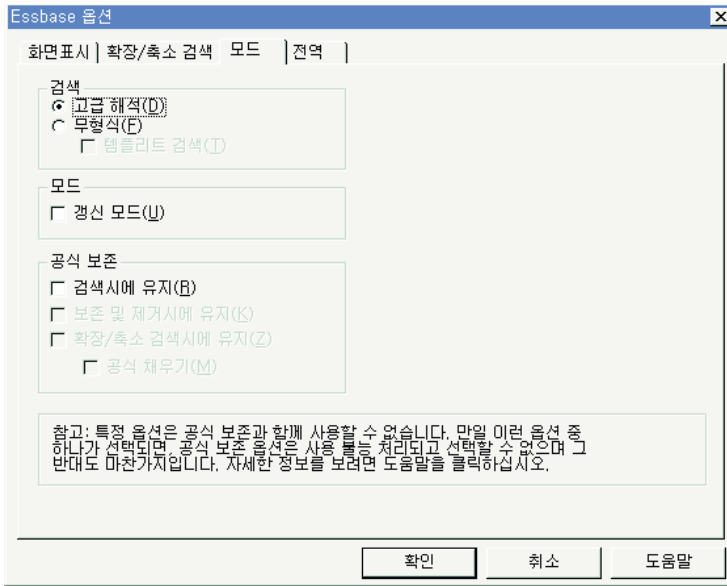 Essbase 옵션
화면표시 확장/축소 검색 모드 전역
검색
고급 해석(D)
무형식(F)
템플리트 검색(T)
모드
갱신 모드(U)
공식 보존
검색시에 유지(R)
보존 및 제거시에 유지(K)
확장/축소 검색시에 유지(Z)
공식 채우기(M)
참고: 특정 옵션은 공식 보존과 함께 사용할 수 없습니다. 만일 이런 옵션 중
하나가 선택되면, 공식 보존 옵션은 사용 불능 처리되고 선택할 수 없으며 그
반대도 마찬가지입니다. 자세한 정보를 보려면 도움말을 클릭하십시오.
확인 취소 도움말